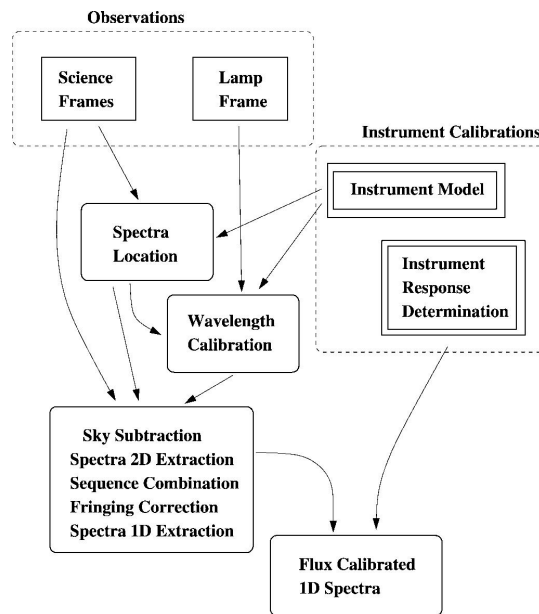 Observations
Science
Frames
Lamp
Frame
Instrument Calibrations
Instrument Model
Spectra
Location
Instrument
Response
Determination
Wavelength
Calibration
Sky Subtraction
Spectra 2D Extraction
Sequence Combination
Fringing Correction
Spectra 1D Extraction
Flux Calibrated
1D Spectra